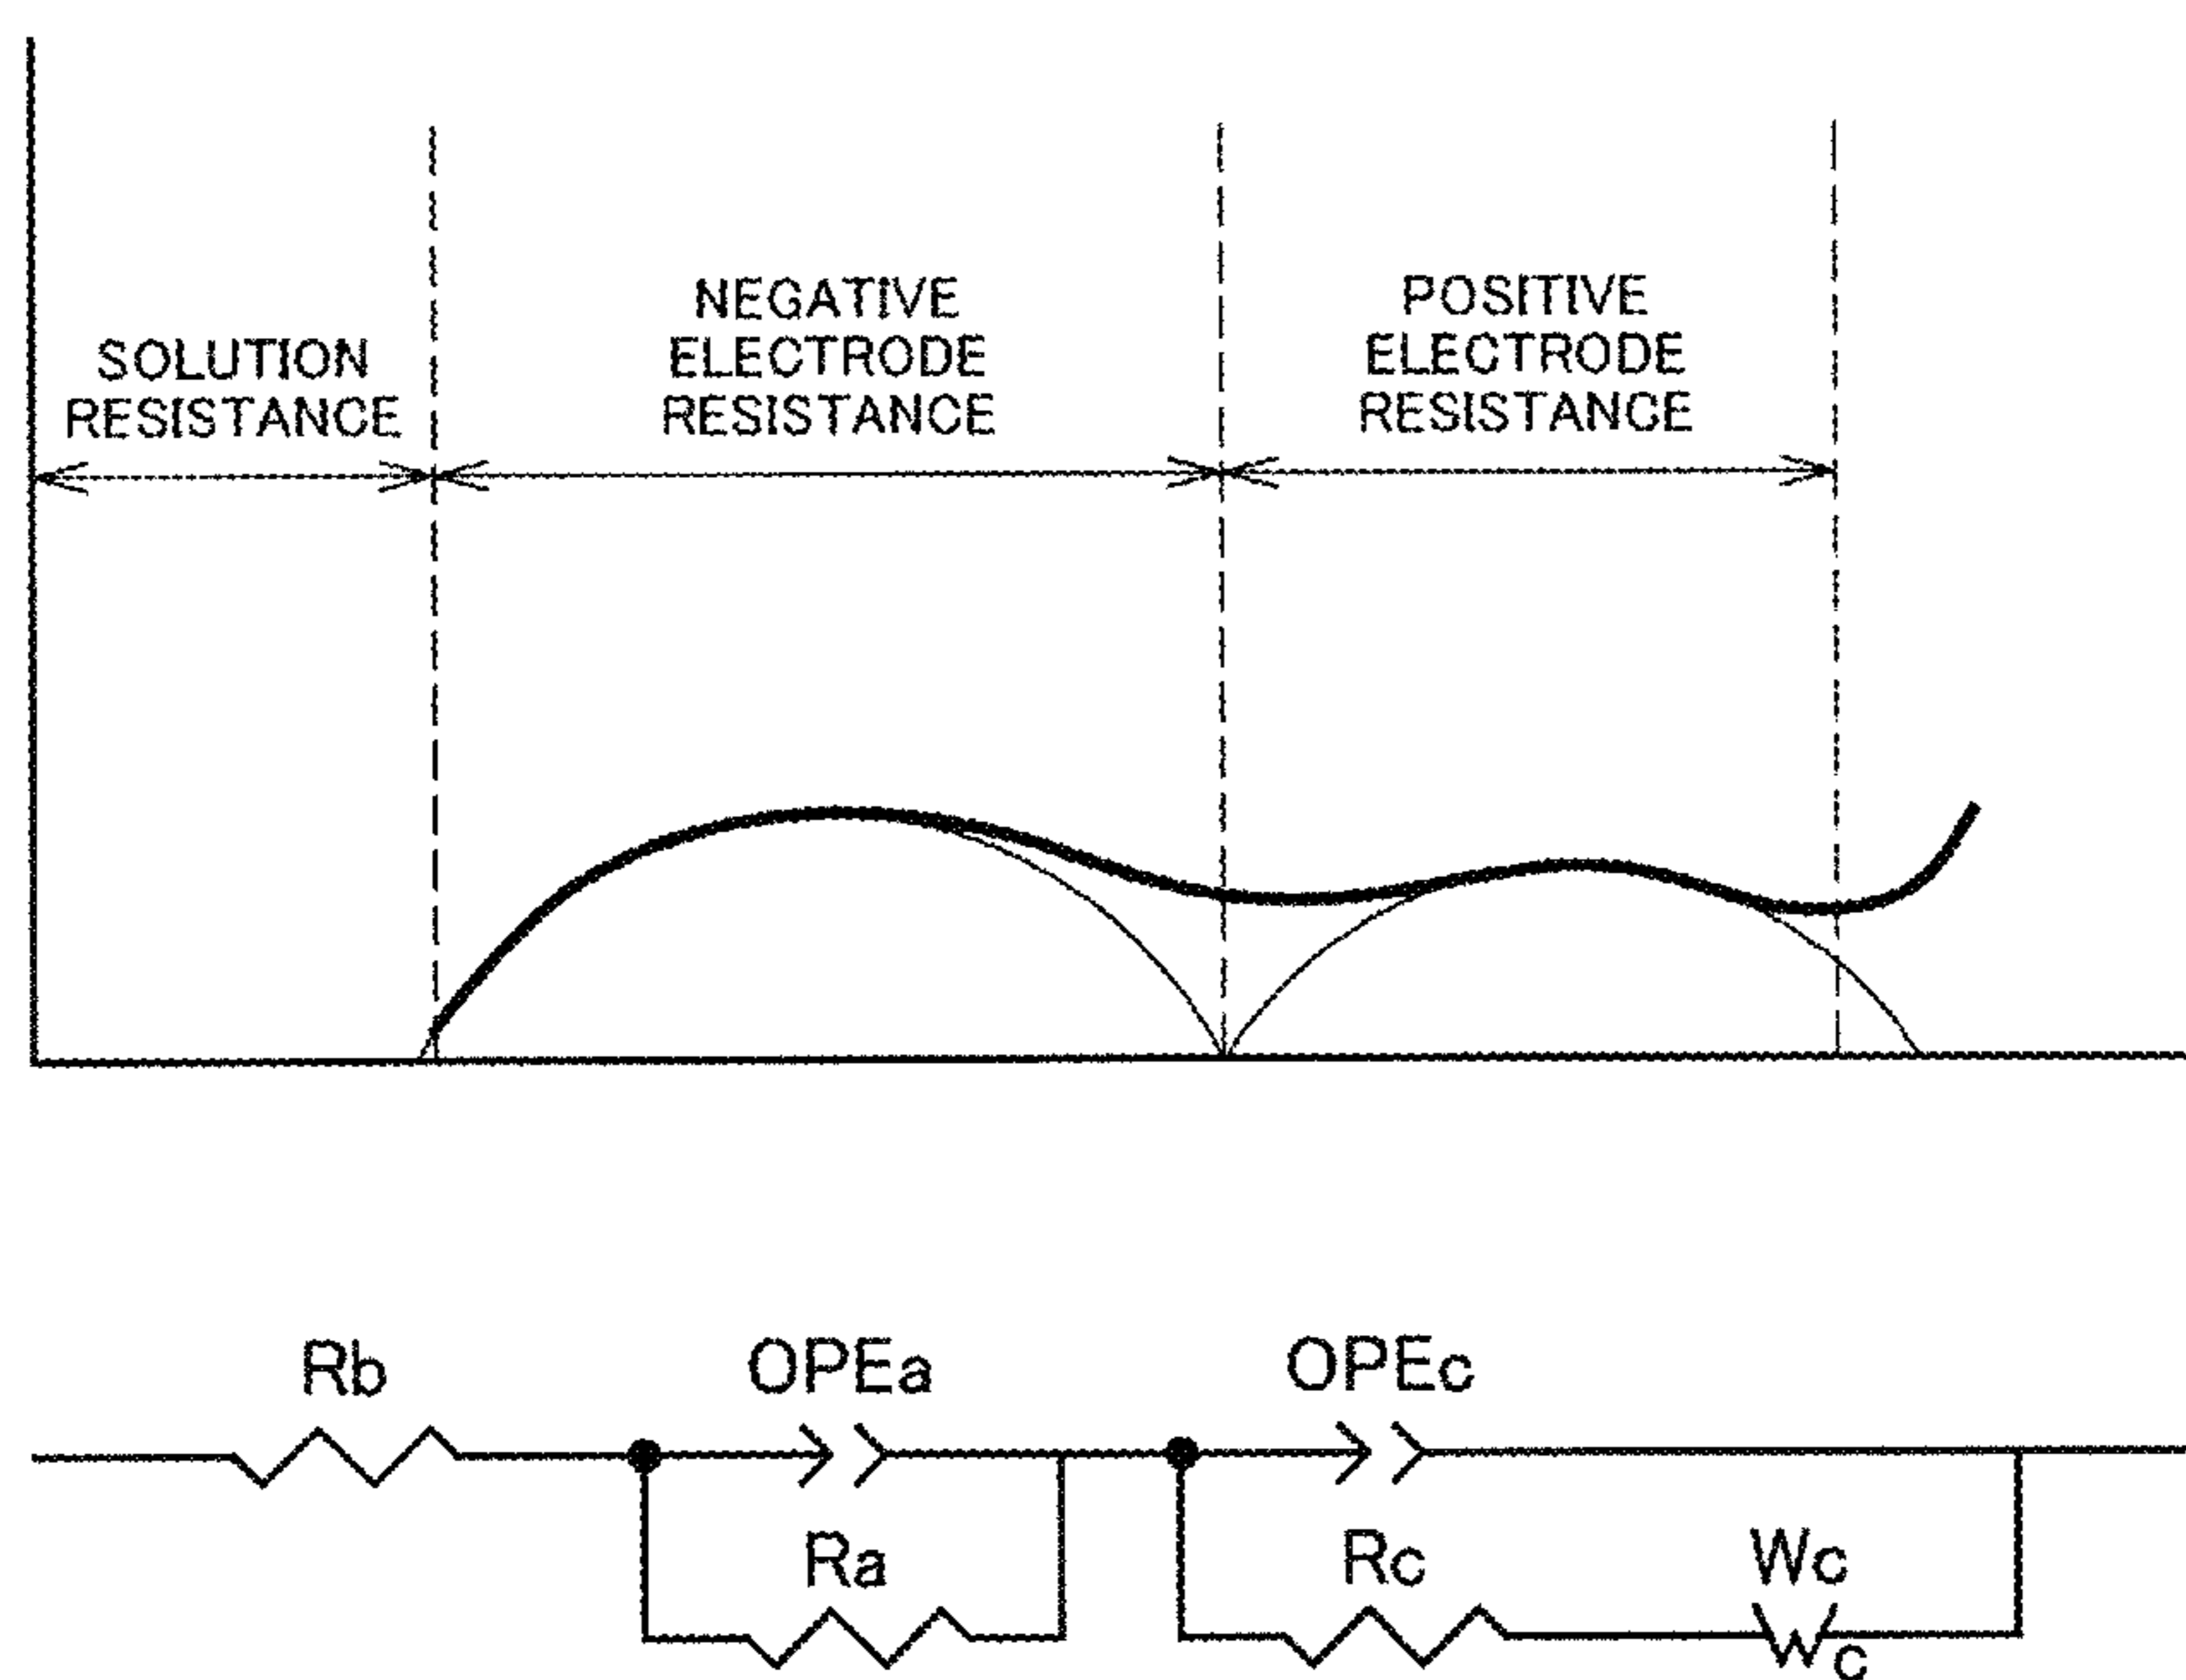 SOLUTION
RESISTANCE
NEGATIVE
ELECTRODE
RESISTANCE
POSITIVE
ELECTRODE
RESISTANCE
Rb
OPEa
OPEc
Ra
Rc
Wc
Wc